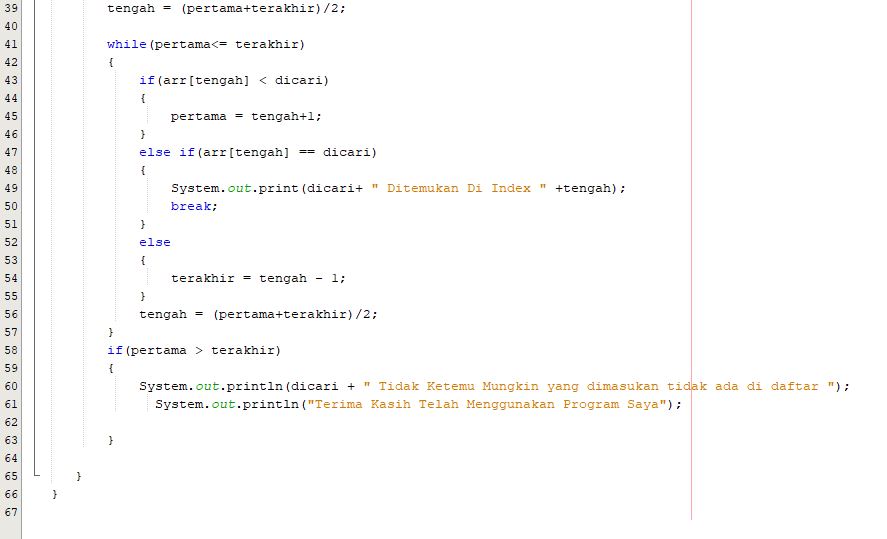 39 tengah = (pertama+terakhir)/2;
40
41 while(pertama<= terakhir)
42 {
43 if(arr[tengah] < dicari)
44 {
45 pertama = tengah+1;
46 }
47 else if(arr[tengah] == dicari)
48 {
49 System.out.print(dicari+ " Ditemukan Di Index " +tengah);
50 break;
51 }
52 else
53 {
54 terakhir = tengah - 1;
55 }
56 tengah = (pertama+terakhir)/2;
57 }
58 if(pertama > terakhir)
59 {
60 System.out.println(dicari + " Tidak Ketemu Mungkin yang dimasukan tidak ada di daftar ");
61 System.out.println("Terima Kasih Telah Menggunakan Program Saya");
62
63 }
64
65 }
66 }
67